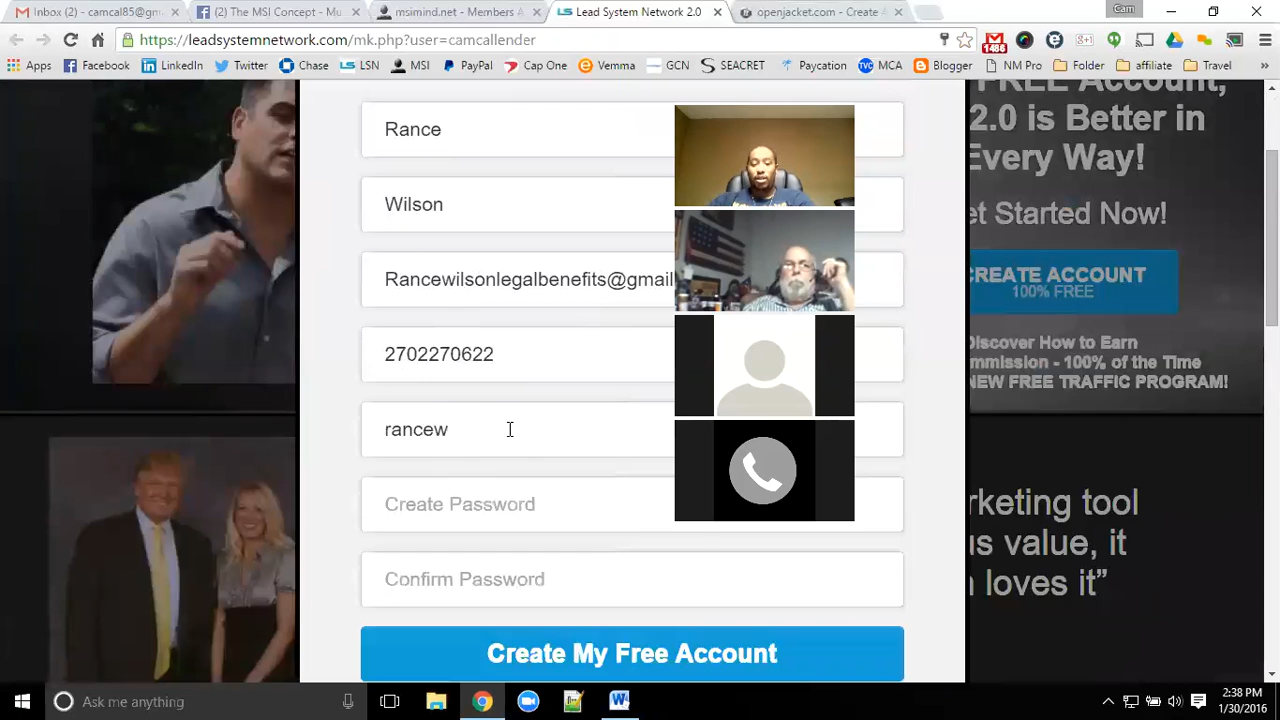 Cam
Inbox (2) - camcal85@gm
(2) The MSI Concept - Mu
msimind.net - Members A
Lead System Network 2.0
openjacket.com - Create A
https://leadsystemnetwork.com/mk.php?user=camcallender
1486
Apps Facebook LinkedIn Twitter Chase LSN MSI PayPal Cap One Vemma GCN SEACRET Paycation MCA Blogger NM Pro Folder affiliate Travel
FREE Account,
2.0 is Better in
Every Way!
et Started Now!
CREATE ACCOUNT
100% FREE
Discover How to Earn
mmission - 100% of the Time
NEW FREE TRAFFIC PROGRAM!
Rance
Wilson
Rancewilsonlegalbenefits@gmail
2702270622
rancew
Create Password
Confirm Password
Create My Free Account
rketing tool
us value, it
n loves it”
Ask me anything
2:38 PM
1/30/2016